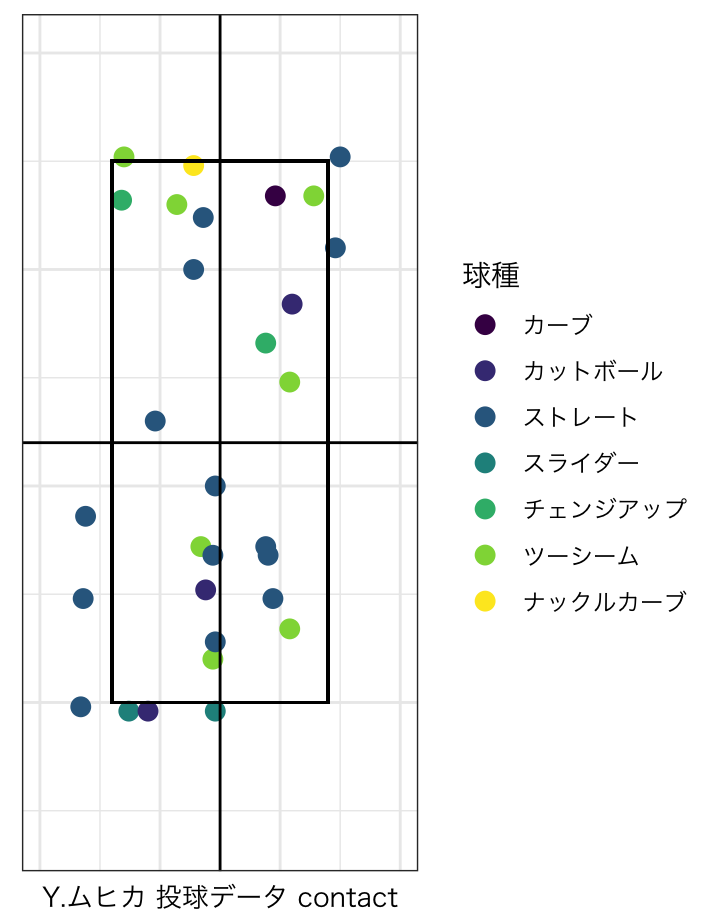 球種
カーブ
カットボール
ストレート
スライダー
チェンジアップ
ツーシーム
ナックルカーブ
Y.ムヒカ 投球データ contact